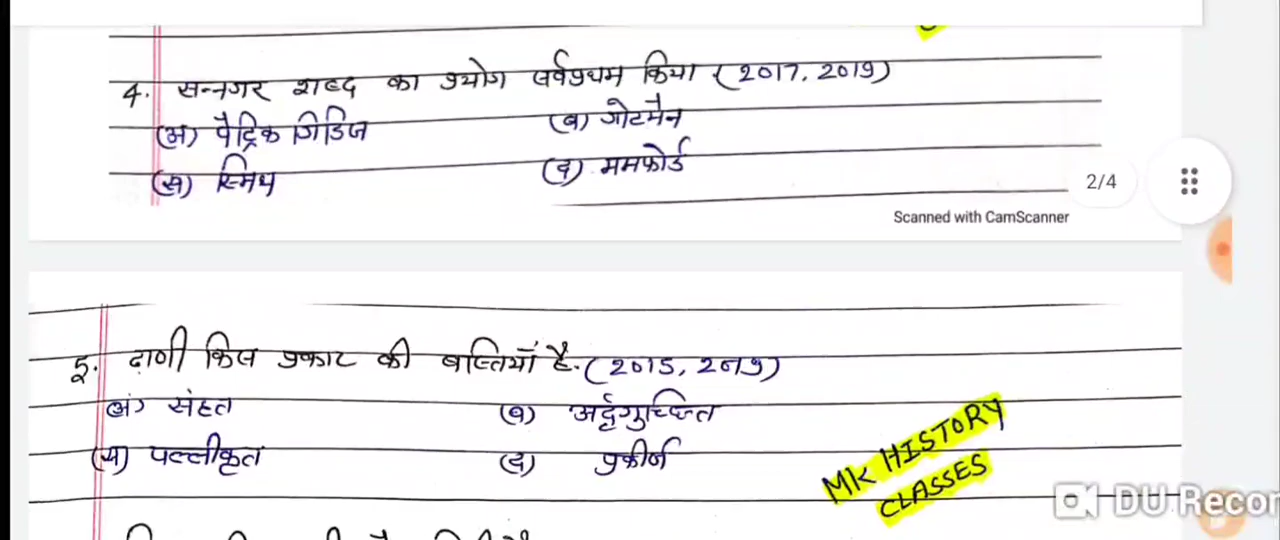 4. सन्नगर शब्द का प्रयोग सर्वप्रथम किया (2017, 2019)
(अ) पैट्रिक गिडिज (ब) गोटमैन
(स) स्मिथ (द) ममफोर्ड
2/4
Scanned with CamScanner
5. ढाणी किस प्रकार की बस्तियाँ है. (2015, 2019)
(अ) संहत (ब) अर्द्वगुच्छित
(स) पल्लीकृत (द) प्रकीर्ण
MK HISTORY
CLASSES
DU Recor